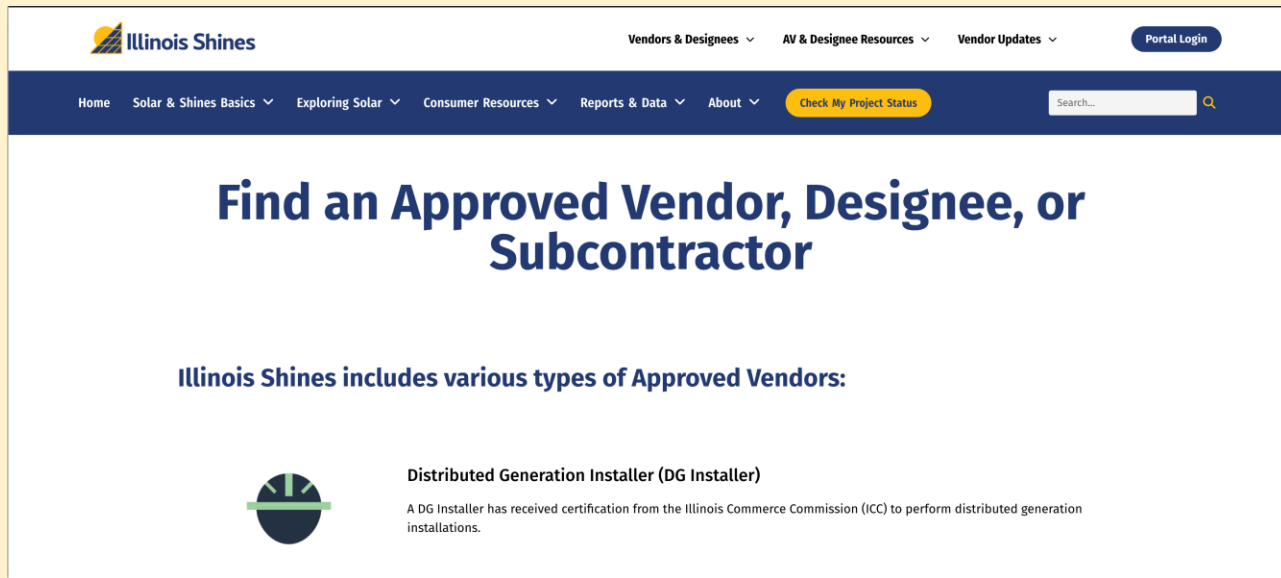 Illinois Shines
Vendors & Designees
AV & Designee Resources
Vendor Updates
Portal Login
Home
Solar & Shines Basics
Exploring Solar
Consumer Resources
Reports & Data
About
Check My Project Status
Search...
Find an Approved Vendor, Designee, or
Subcontractor
Illinois Shines includes various types of Approved Vendors:
Distributed Generation Installer (DG Installer)
A DG Installer has received certification from the Illinois Commerce Commission (ICC) to perform distributed generation
installations.